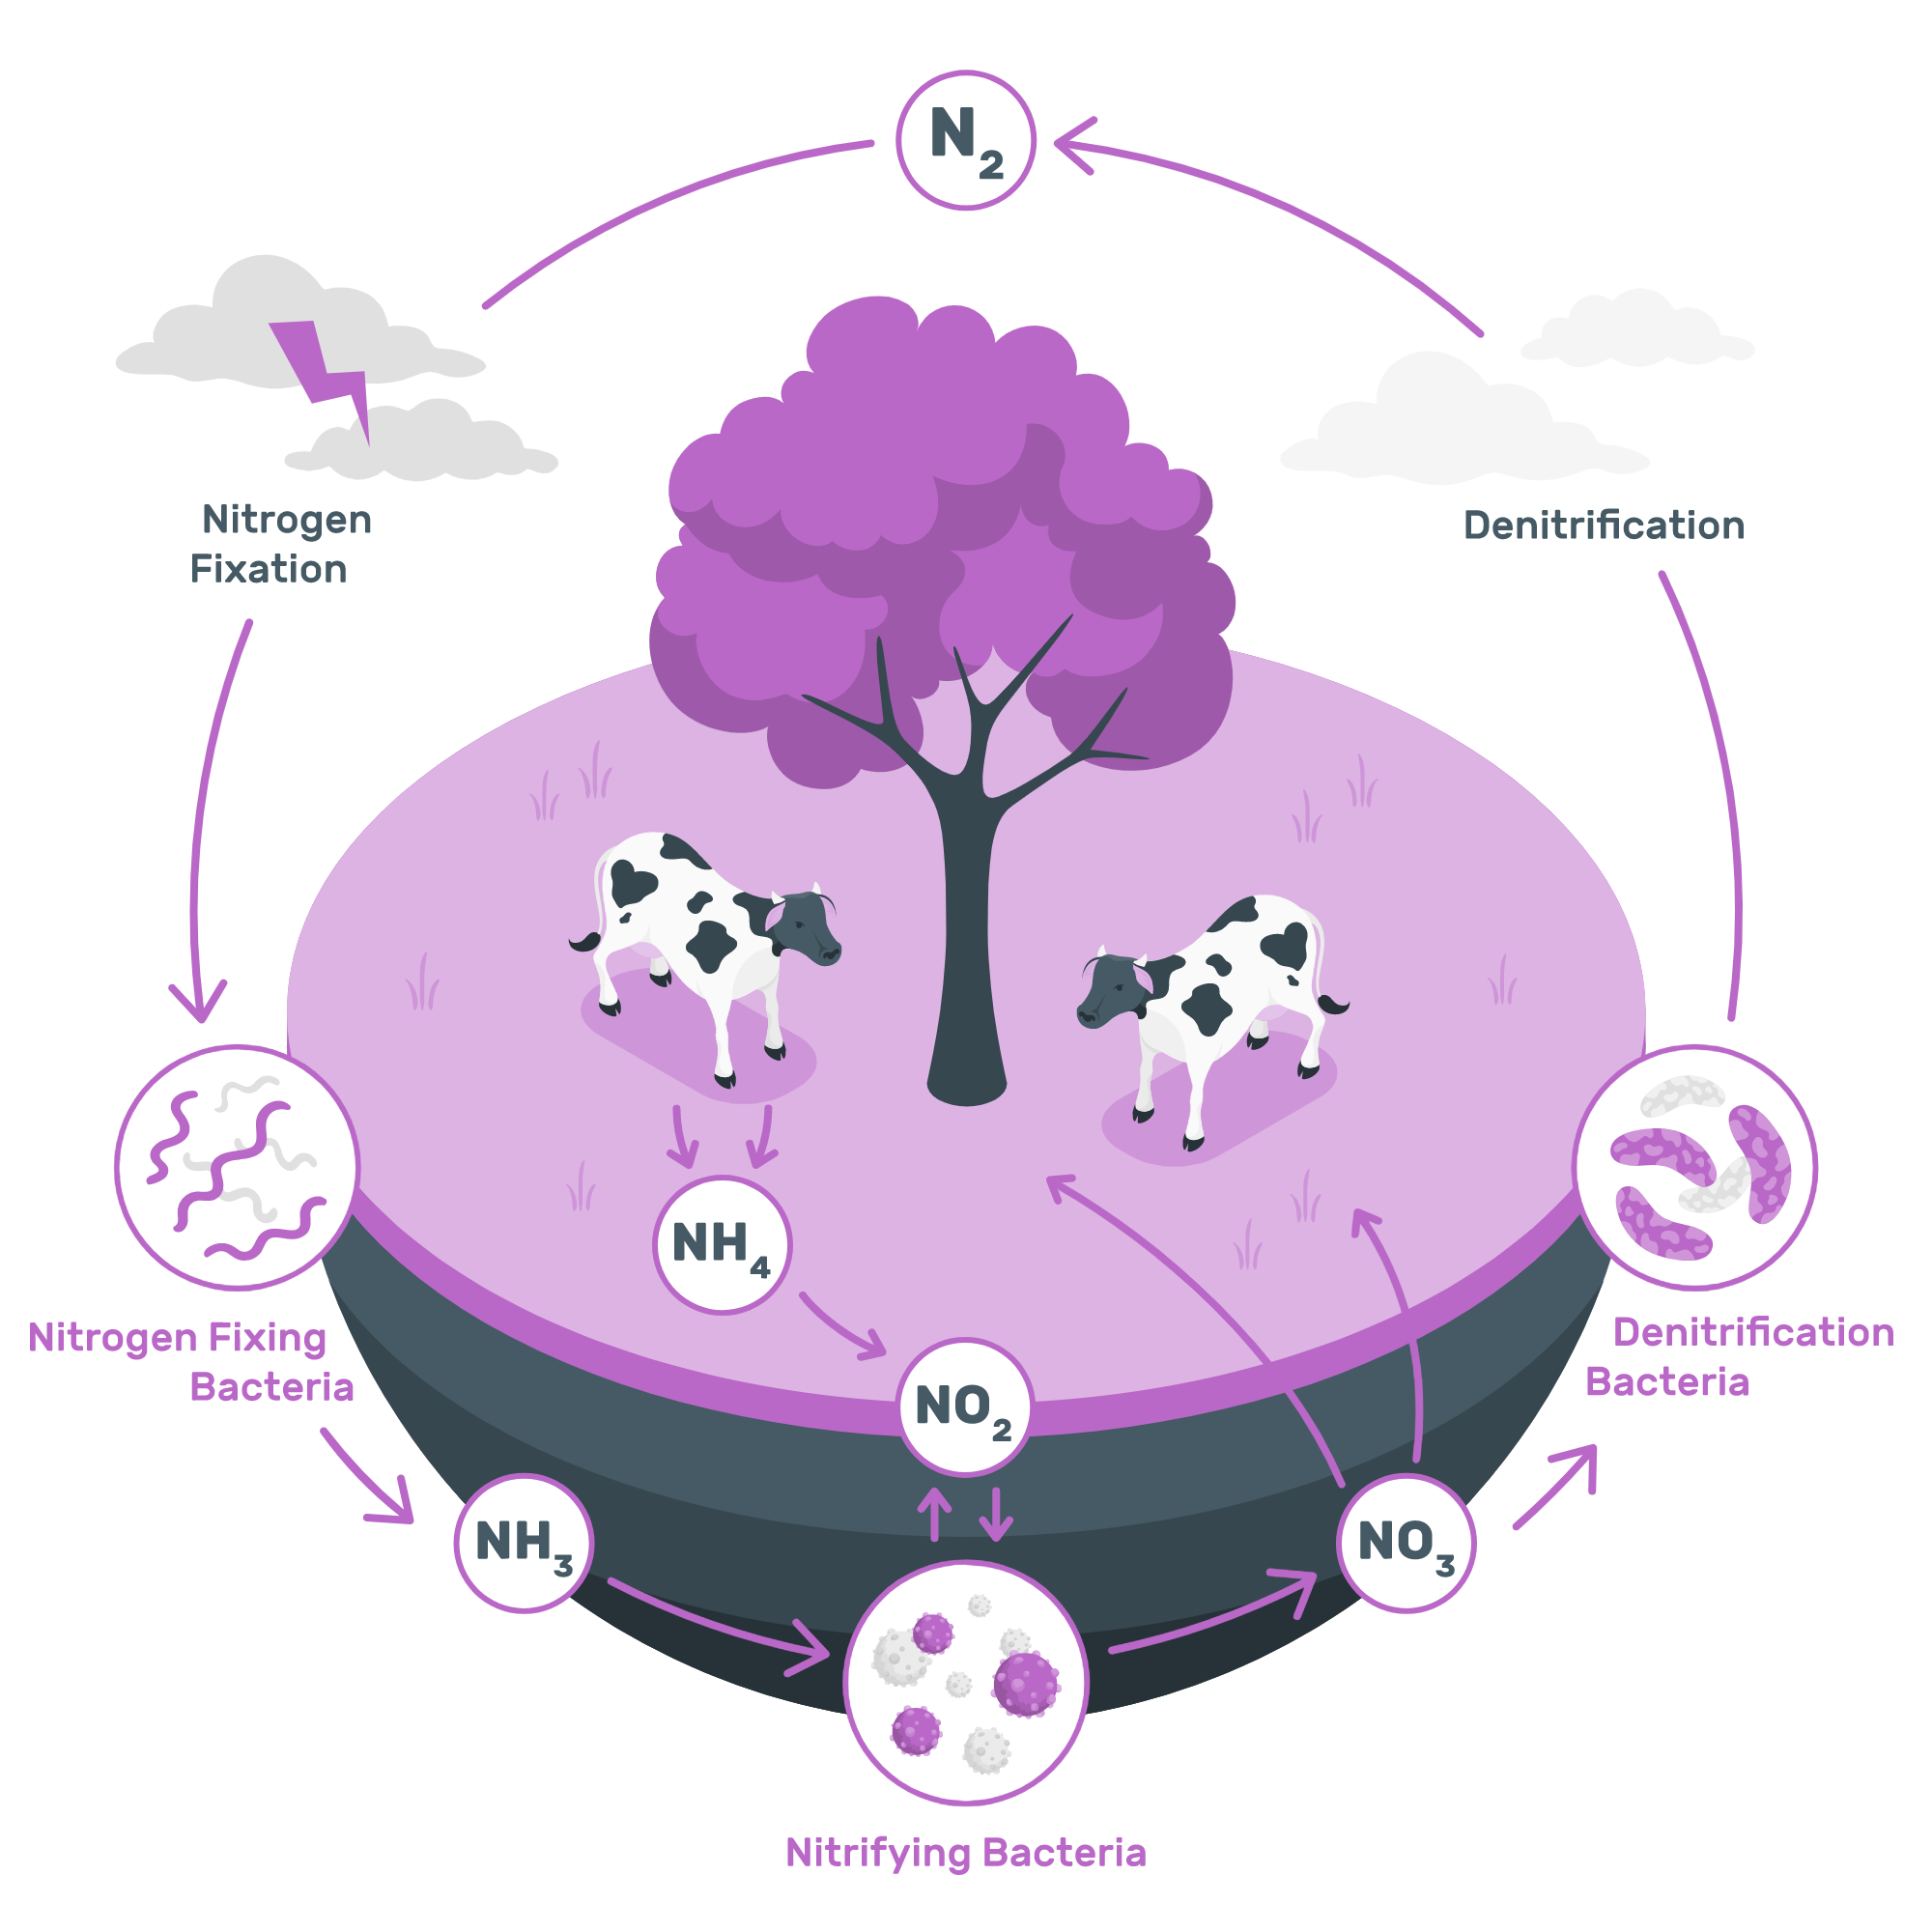 N₂
Nitrogen
Fixation
Denitrification
NH₄
Nitrogen Fixing
Bacteria
Denitrification
Bacteria
NO₂
NH₃
NO₃
Nitrifying Bacteria